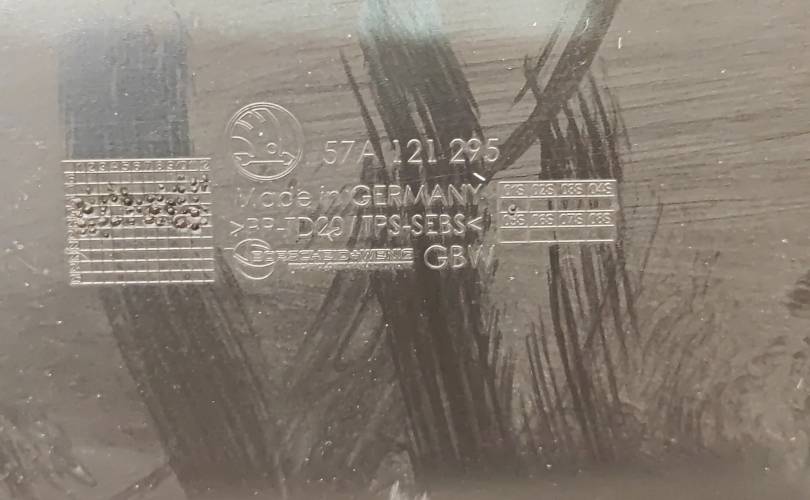 57A 121 295
Made in GERMANY
>PP-TD20/TPS-SEBS<
GBW
01S 02S 03S 04S
05S 06S 07S 08S